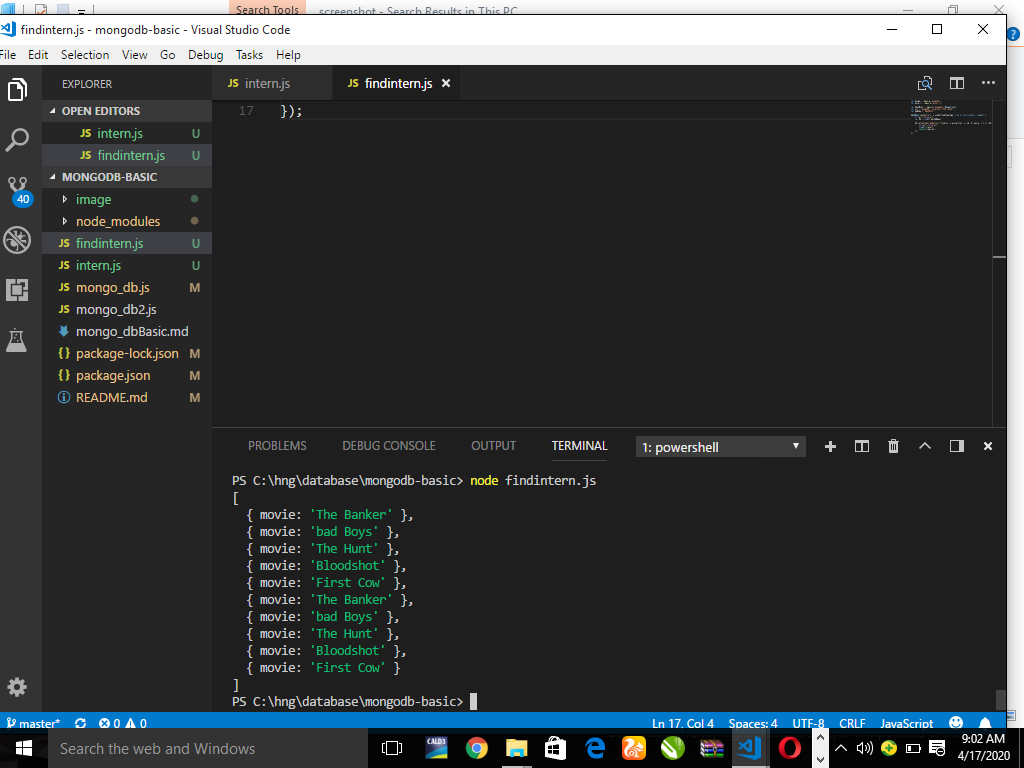 Search Tools
screenshot - Search Results in This PC
findintern.js - mongodb-basic - Visual Studio Code
File Edit Selection View Go Debug Tasks Help
EXPLORER
JS intern.js
JS findintern.js
OPEN EDITORS
JS intern.js U
JS findintern.js U
MONGODB-BASIC
image
node_modules
JS findintern.js U
JS intern.js U
JS mongo_db.js M
JS mongo_db2.js
mongo_dbBasic.md
{} package-lock.json M
{} package.json M
README.md M
40
17 });
PROBLEMS DEBUG CONSOLE OUTPUT TERMINAL 1: powershell
PS C:\hng\database\mongodb-basic> node findintern.js
[
{ movie: 'The Banker' },
{ movie: 'bad Boys' },
{ movie: 'The Hunt' },
{ movie: 'Bloodshot' },
{ movie: 'First Cow' },
{ movie: 'The Banker' },
{ movie: 'bad Boys' },
{ movie: 'The Hunt' },
{ movie: 'Bloodshot' },
{ movie: 'First Cow' }
]
PS C:\hng\database\mongodb-basic>
master* 0 0 Ln 17, Col 4 Spaces: 4 UTF-8 CRLF JavaScript
Search the web and Windows
CALD3
9:02 AM
4/17/2020